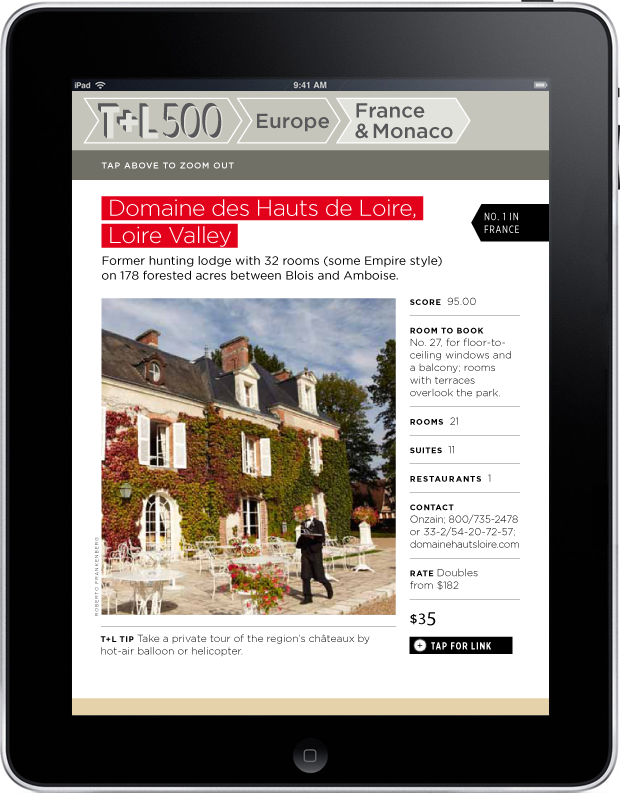 iPad
9:41 AM
T+L 500
Europe
France
& Monaco
TAP ABOVE TO ZOOM OUT
Domaine des Hauts de Loire,
Loire Valley
NO. 1 IN
FRANCE
Former hunting lodge with 32 rooms (some Empire style)
on 178 forested acres between Blois and Amboise.
ROBERTO FRANKENBERG
T+L TIP Take a private tour of the region's châteaux by
hot-air balloon or helicopter.
SCORE 95.00
ROOM TO BOOK
No. 27, for floor-to-
ceiling windows and
a balcony; rooms
with terraces
overlook the park.
ROOMS 21
SUITES 11
RESTAURANTS 1
CONTACT
Onzain; 800/735-2478
or 33-2/54-20-72-57;
domainehautsloire.com
RATE Doubles
from $182
$35
TAP FOR LINK